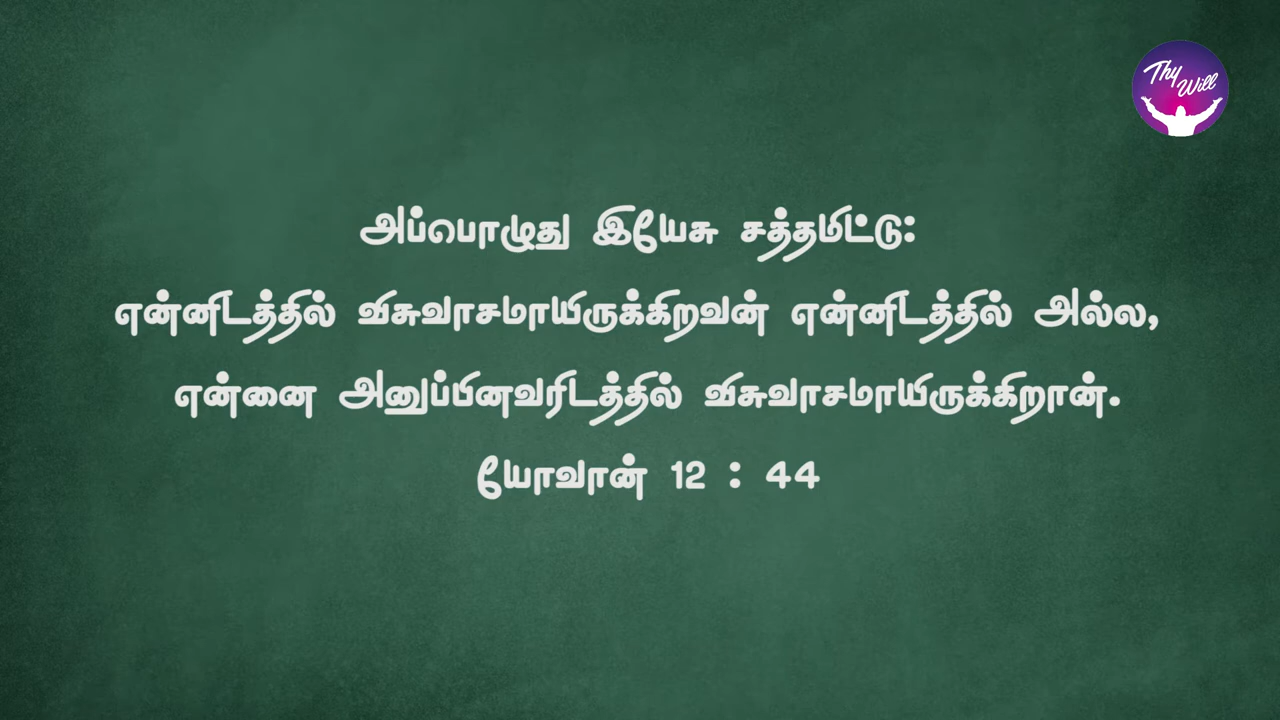 Thy Will
அப்பொழுது இயேசு சத்தமிட்டு:
என்னிடத்தில் விசுவாசமாயிருக்கிறவன் என்னிடத்தில் அல்ல,
என்னை அனுப்பினவரிடத்தில் விசுவாசமாயிருக்கிறான்.
யோவான் 12 : 44